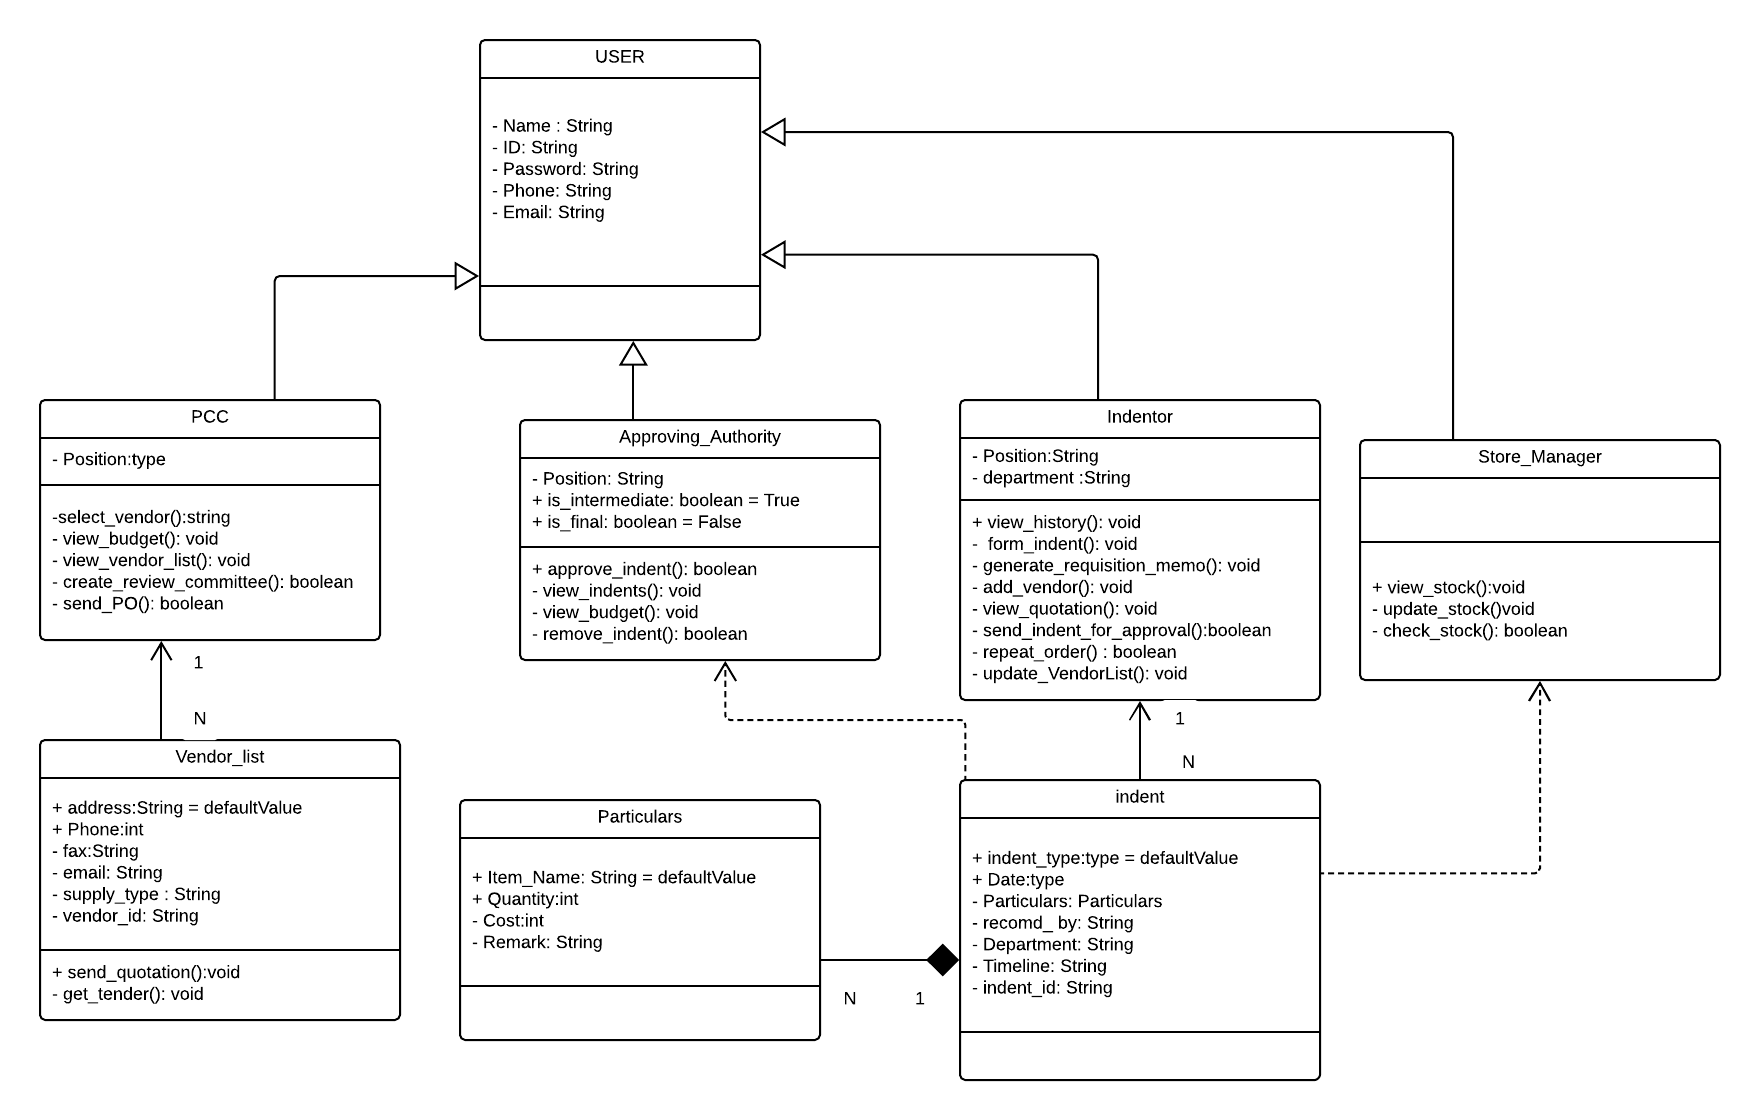 USER
- Name : String
- ID: String
- Password: String
- Phone: String
- Email: String
PCC
- Position:type
-select_vendor():string
- view_budget(): void
- view_vendor_list(): void
- create_review_committee(): boolean
- send_PO(): boolean
Approving_Authority
- Position: String
+ is_intermediate: boolean = True
+ is_final: boolean = False
+ approve_indent(): boolean
- view_indents(): void
- view_budget(): void
- remove_indent(): boolean
Indentor
- Position:String
- department :String
+ view_history(): void
-  form_indent(): void
- generate_requisition_memo(): void
- add_vendor(): void
- view_quotation(): void
- send_indent_for_approval():boolean
- repeat_order() : boolean
- update_VendorList(): void
Store_Manager
+ view_stock():void
- update_stock()void
- check_stock(): boolean
1
N
1
N
Vendor_list
+ address:String = defaultValue
+ Phone:int
- fax:String
- email: String
- supply_type : String
- vendor_id: String
+ send_quotation():void
- get_tender(): void
Particulars
+ Item_Name: String = defaultValue
+ Quantity:int
- Cost:int
- Remark: String
N
1
indent
+ indent_type:type = defaultValue
+ Date:type
- Particulars: Particulars
- recomd_ by: String
- Department: String
- Timeline: String
- indent_id: String